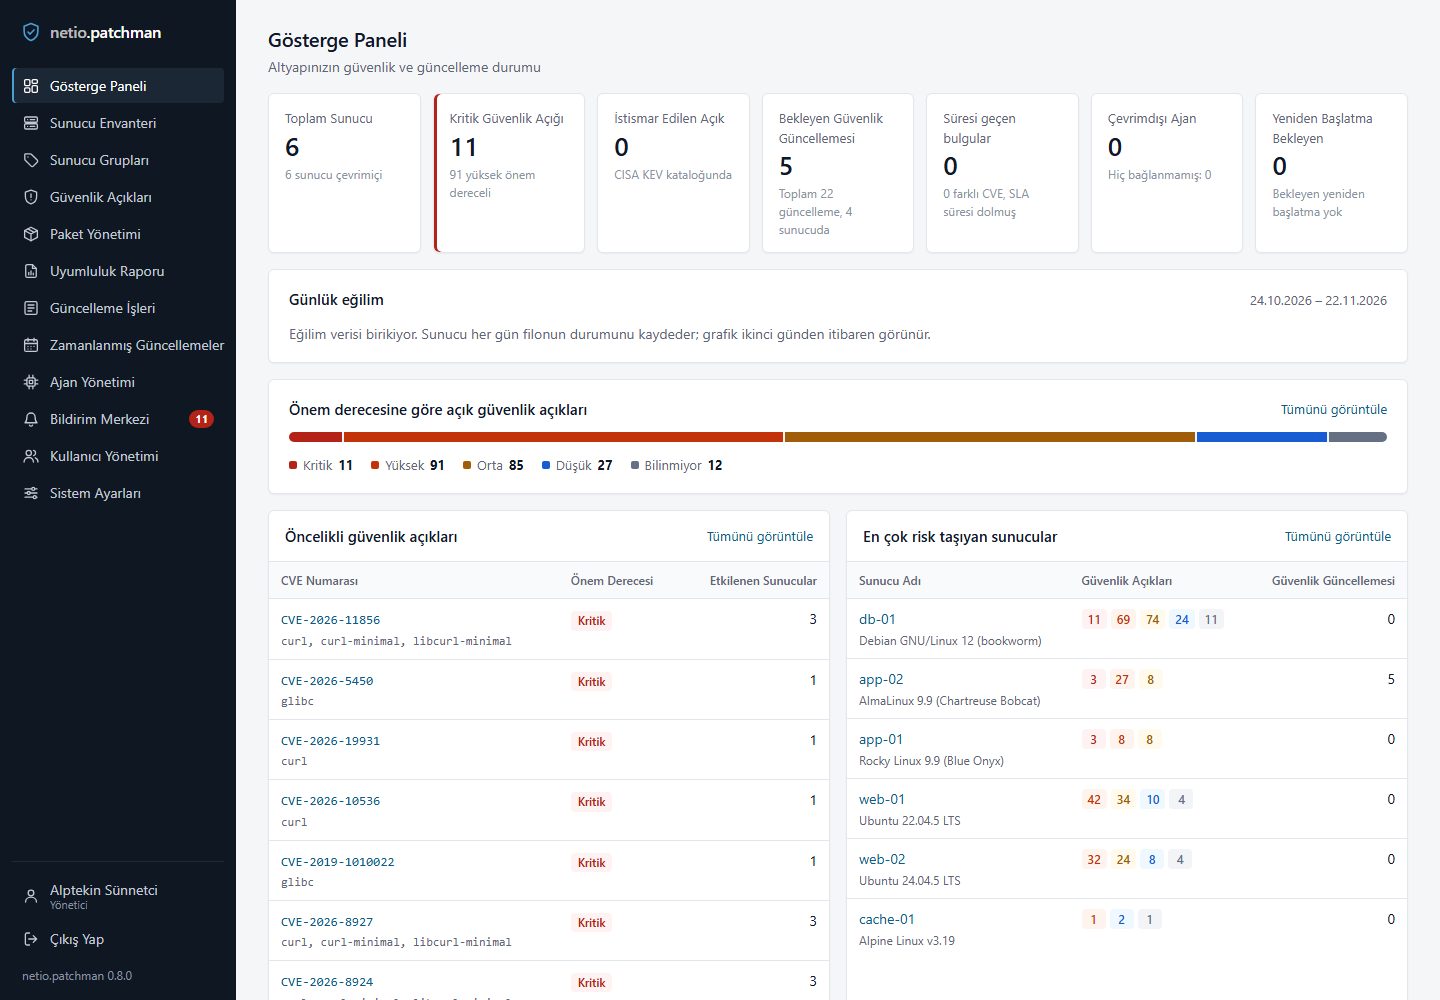 netio.patchman
Gösterge Paneli
Sunucu Envanteri
Sunucu Grupları
Güvenlik Açıkları
Paket Yönetimi
Uyumluluk Raporu
Güncelleme İşleri
Zamanlanmış Güncellemeler
Ajan Yönetimi
Bildirim Merkezi 11
Kullanıcı Yönetimi
Sistem Ayarları
Alptekin Sünnetci
Yönetici
Çıkış Yap
netio.patchman 0.8.0
Gösterge Paneli
Altyapınızın güvenlik ve güncelleme durumu
Toplam Sunucu
6
6 sunucu çevrimiçi
Kritik Güvenlik Açığı
11
91 yüksek önem
dereceli
İstismar Edilen Açık
0
CISA KEV kataloğunda
Bekleyen Güvenlik
Güncellemesi
5
Toplam 22
güncelleme, 4
sunucuda
Süresi geçen
bulgular
0
0 farklı CVE, SLA
süresi dolmuş
Çevrimdışı Ajan
0
Hiç bağlanmamış: 0
Yeniden Başlatma
Bekleyen
0
Bekleyen yeniden
başlatma yok
Günlük eğilim 24.10.2026 – 22.11.2026
Eğilim verisi birikiyor. Sunucu her gün filonun durumunu kaydeder; grafik ikinci günden itibaren görünür.
Önem derecesine göre açık güvenlik açıkları Tümünü görüntüle
Kritik 11 Yüksek 91 Orta 85 Düşük 27 Bilinmiyor 12
Öncelikli güvenlik açıkları Tümünü görüntüle
CVE Numarası Önem Derecesi Etkilenen Sunucular
CVE-2026-11856 Kritik 3
curl, curl-minimal, libcurl-minimal
CVE-2026-5450 Kritik 1
glibc
CVE-2026-19931 Kritik 1
curl
CVE-2026-10536 Kritik 1
curl
CVE-2019-1010022 Kritik 1
glibc
CVE-2026-8927 Kritik 3
curl, curl-minimal, libcurl-minimal
CVE-2026-8924 Kritik 3
En çok risk taşıyan sunucular Tümünü görüntüle
Sunucu Adı Güvenlik Açıkları Güvenlik Güncellemesi
db-01 11 69 74 24 11 0
Debian GNU/Linux 12 (bookworm)
app-02 3 27 8 5
AlmaLinux 9.9 (Chartreuse Bobcat)
app-01 3 8 8 0
Rocky Linux 9.9 (Blue Onyx)
web-01 42 34 10 4 0
Ubuntu 22.04.5 LTS
web-02 32 24 8 4 0
Ubuntu 24.04.5 LTS
cache-01 1 2 1 0
Alpine Linux v3.19